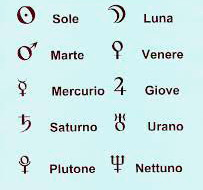 ☉ Sole ☽ Luna
♂ Marte ♀ Venere
☿ Mercurio ♃ Giove
♄ Saturno ♅ Urano
♇ Plutone ♆ Nettuno